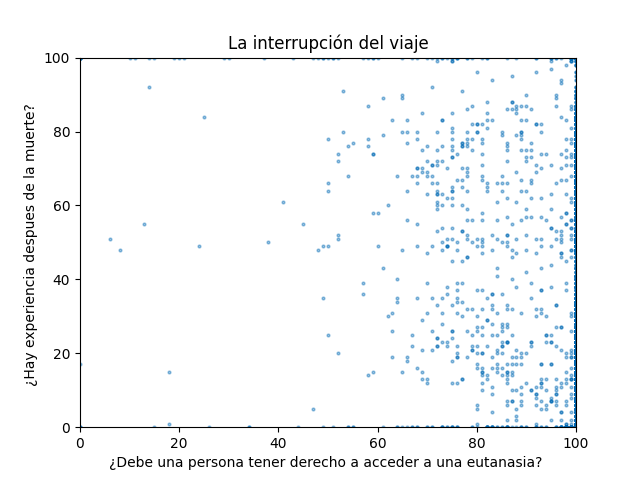 La interrupción del viaje
100
80
60
40
20
0
¿Hay experiencia despues de la muerte?
0 20 40 60 80 100
¿Debe una persona tener derecho a acceder a una eutanasia?